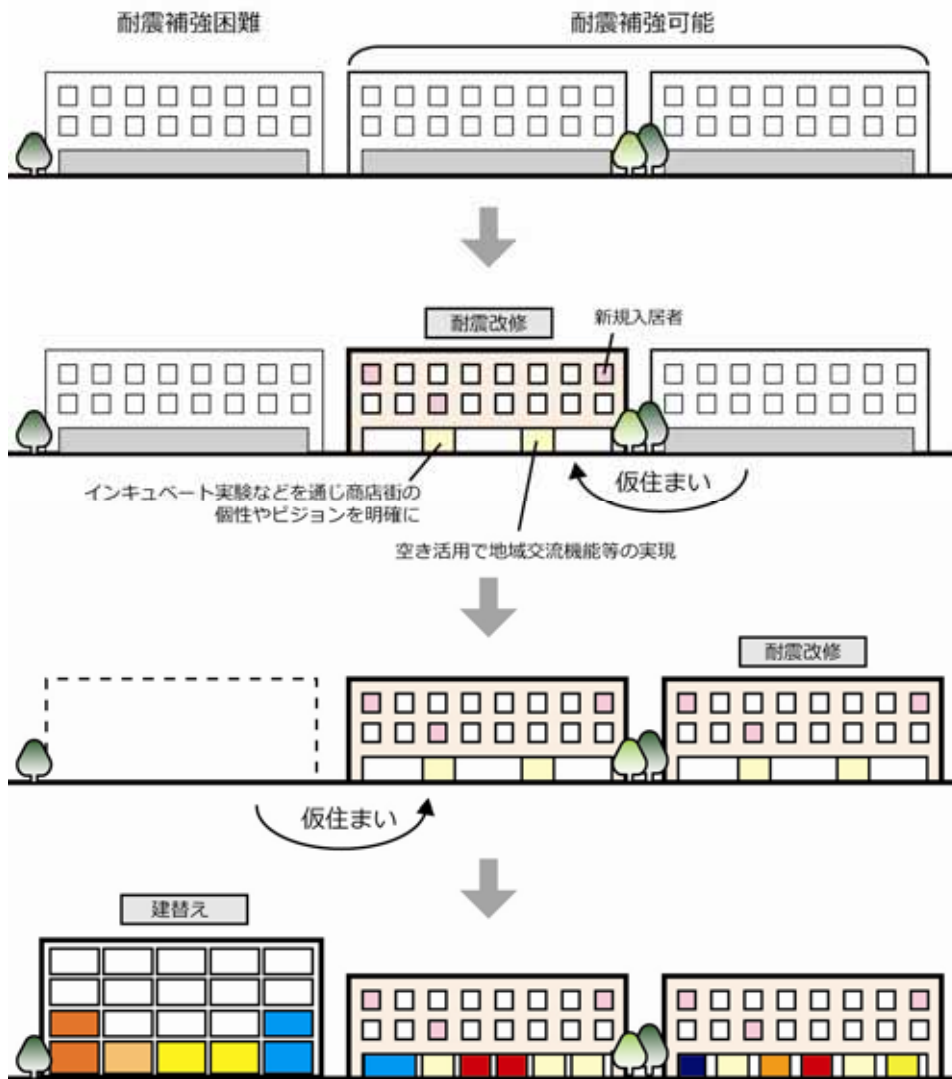 耐震補強困難
耐震補強可能
耐震改修
新規入居者
仮住まい
インキュベート実験などを通じ商店街の
個性やビジョンを明確に
空き活用で地域交流機能等の実現
耐震改修
仮住まい
建替え